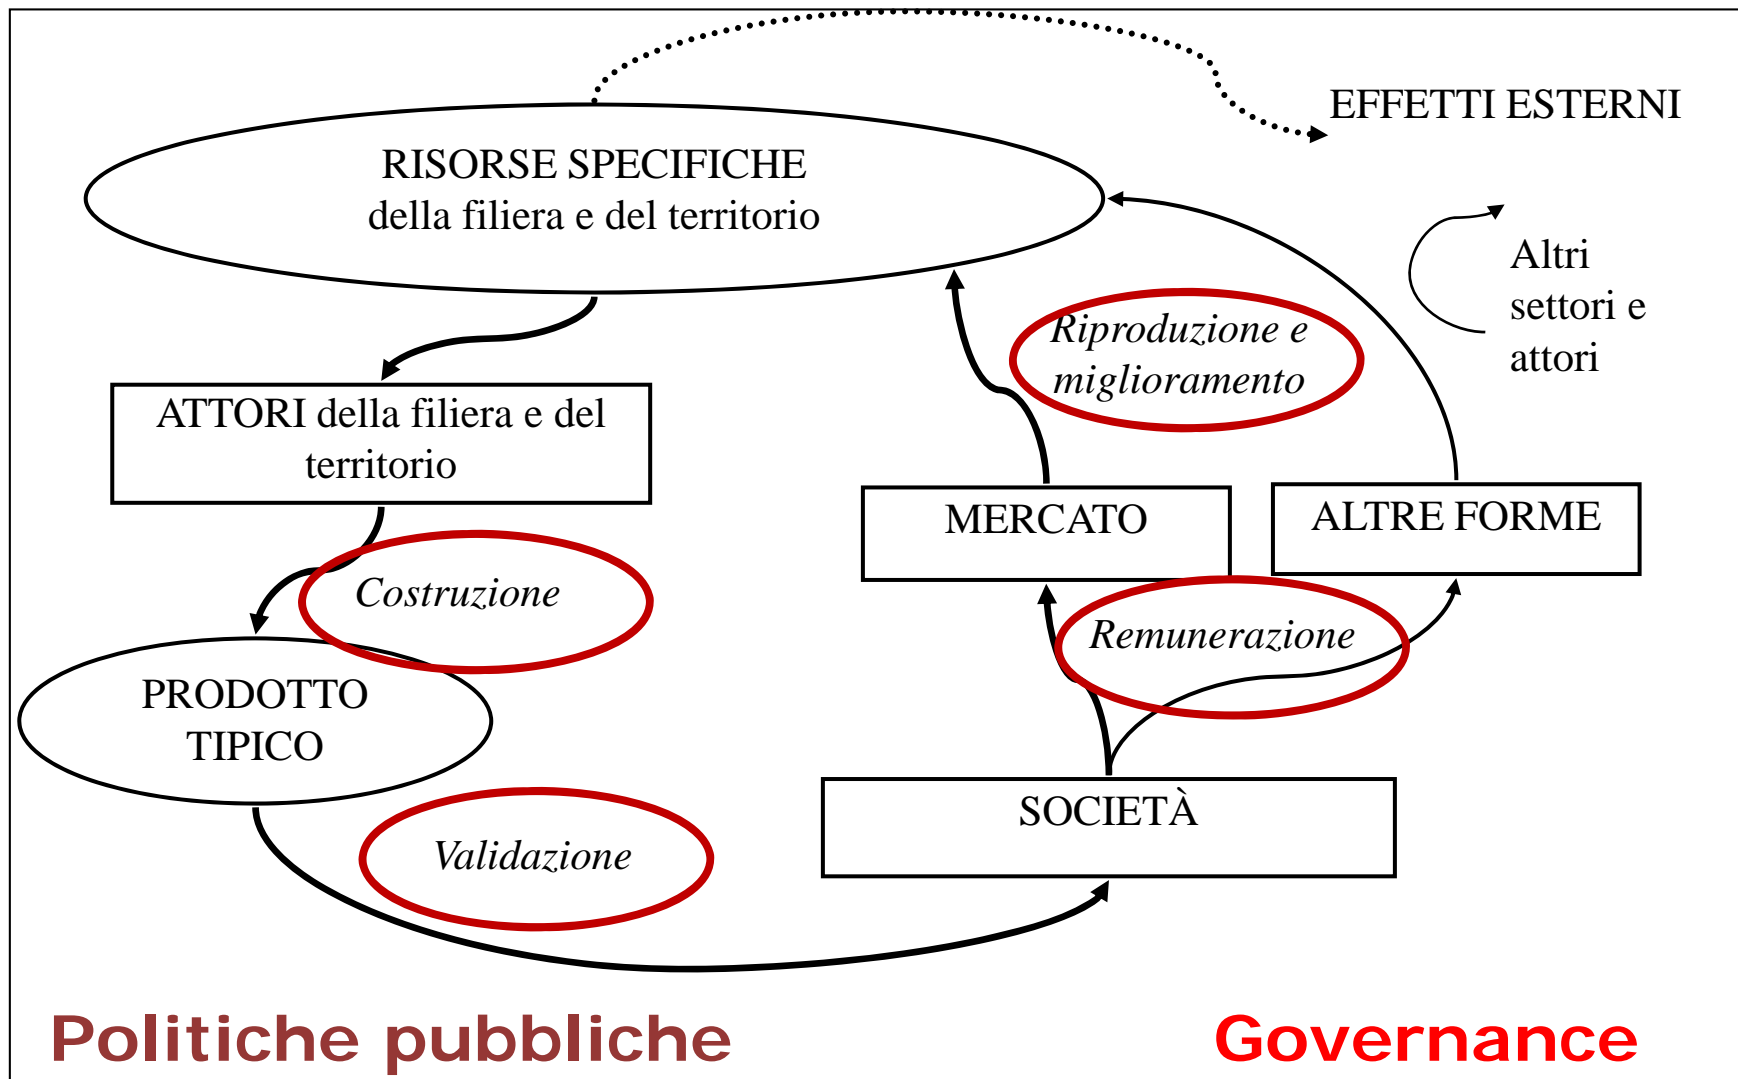 EFFETTI ESTERNI
RISORSE SPECIFICHE
della filiera e del territorio
Altri
settori e
attori
Riproduzione e
miglioramento
ATTORI della filiera e del
territorio
MERCATO
ALTRE FORME
Costruzione
Remunerazione
PRODOTTO
TIPICO
SOCIETÀ
Validazione
Politiche pubbliche
Governance